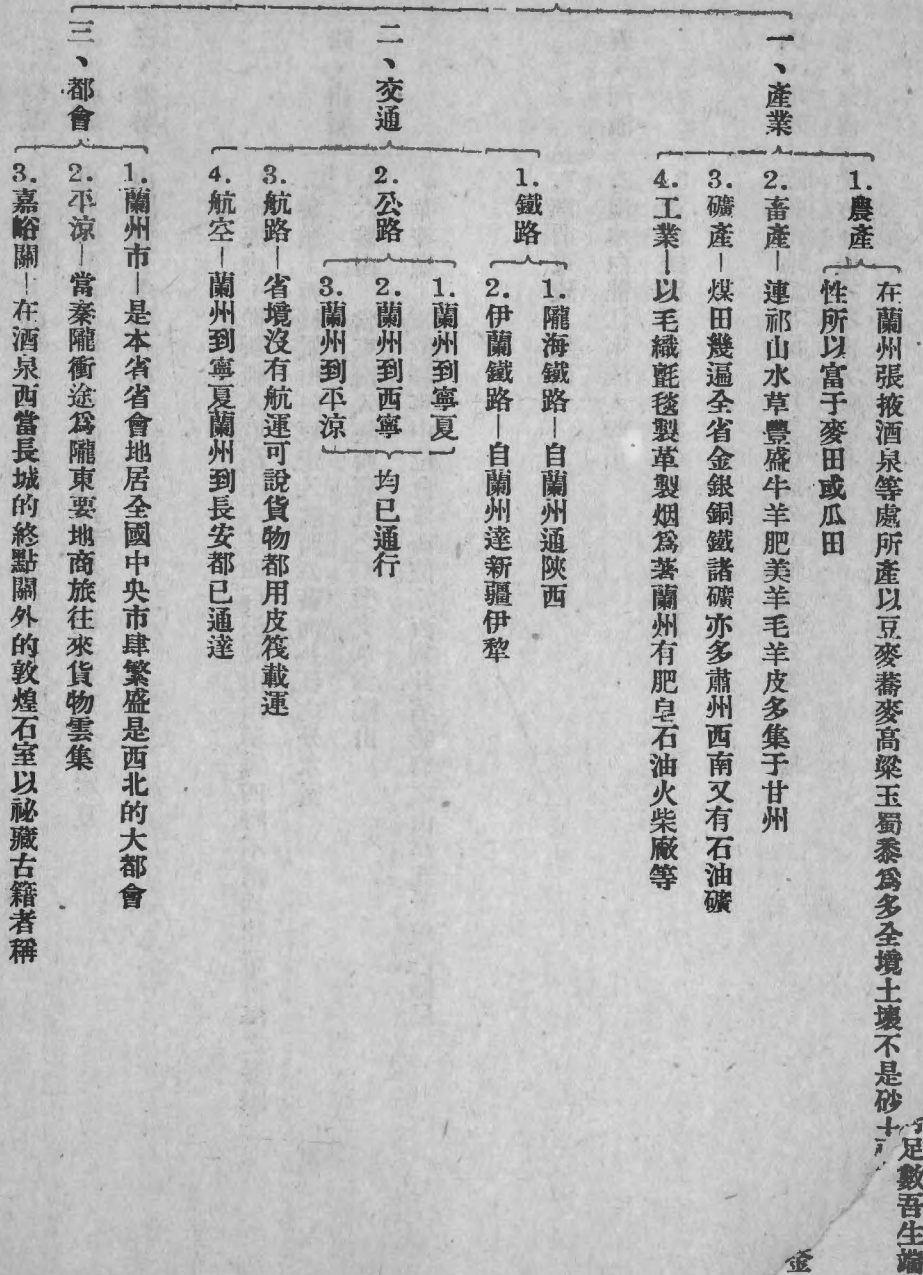 一、產業
1.農產
在蘭州張掖酒泉等處所產以豆麥蕎麥高粱玉蜀黍爲多全境土壤不是砂
性所以富于麥田或瓜田
2.畜產—連祁山水草豐盛牛羊肥美羊毛羊皮多集于甘州
3.礦產—煤田幾遍全省金銀銅鐵諸礦亦多肅州西南又有石油礦
4.工業—以毛織氈毯製革製烟爲著蘭州有肥皂石油火柴廠等
二、交通
1.鐵路
1.隴海鐵路—自蘭州通陝西
2.伊蘭鐵路—自蘭州達新疆伊犂
2.公路
1.蘭州到寧夏
2.蘭州到西寧
3.蘭州到平涼
均已通行
3.航路—省境沒有航運可說貨物都用皮筏載運
4.航空—蘭州到寧夏蘭州到長安都已通達
三、都會
1.蘭州市—是本省省會地居全國中央市肆繁盛是西北的大都會
2.平涼—當秦隴衝途爲隴東要地商旅往來貨物雲集
3.嘉峪關—在酒泉西當長城的終點關外的敦煌石室以祕藏古籍者稱
足數吾生端
金